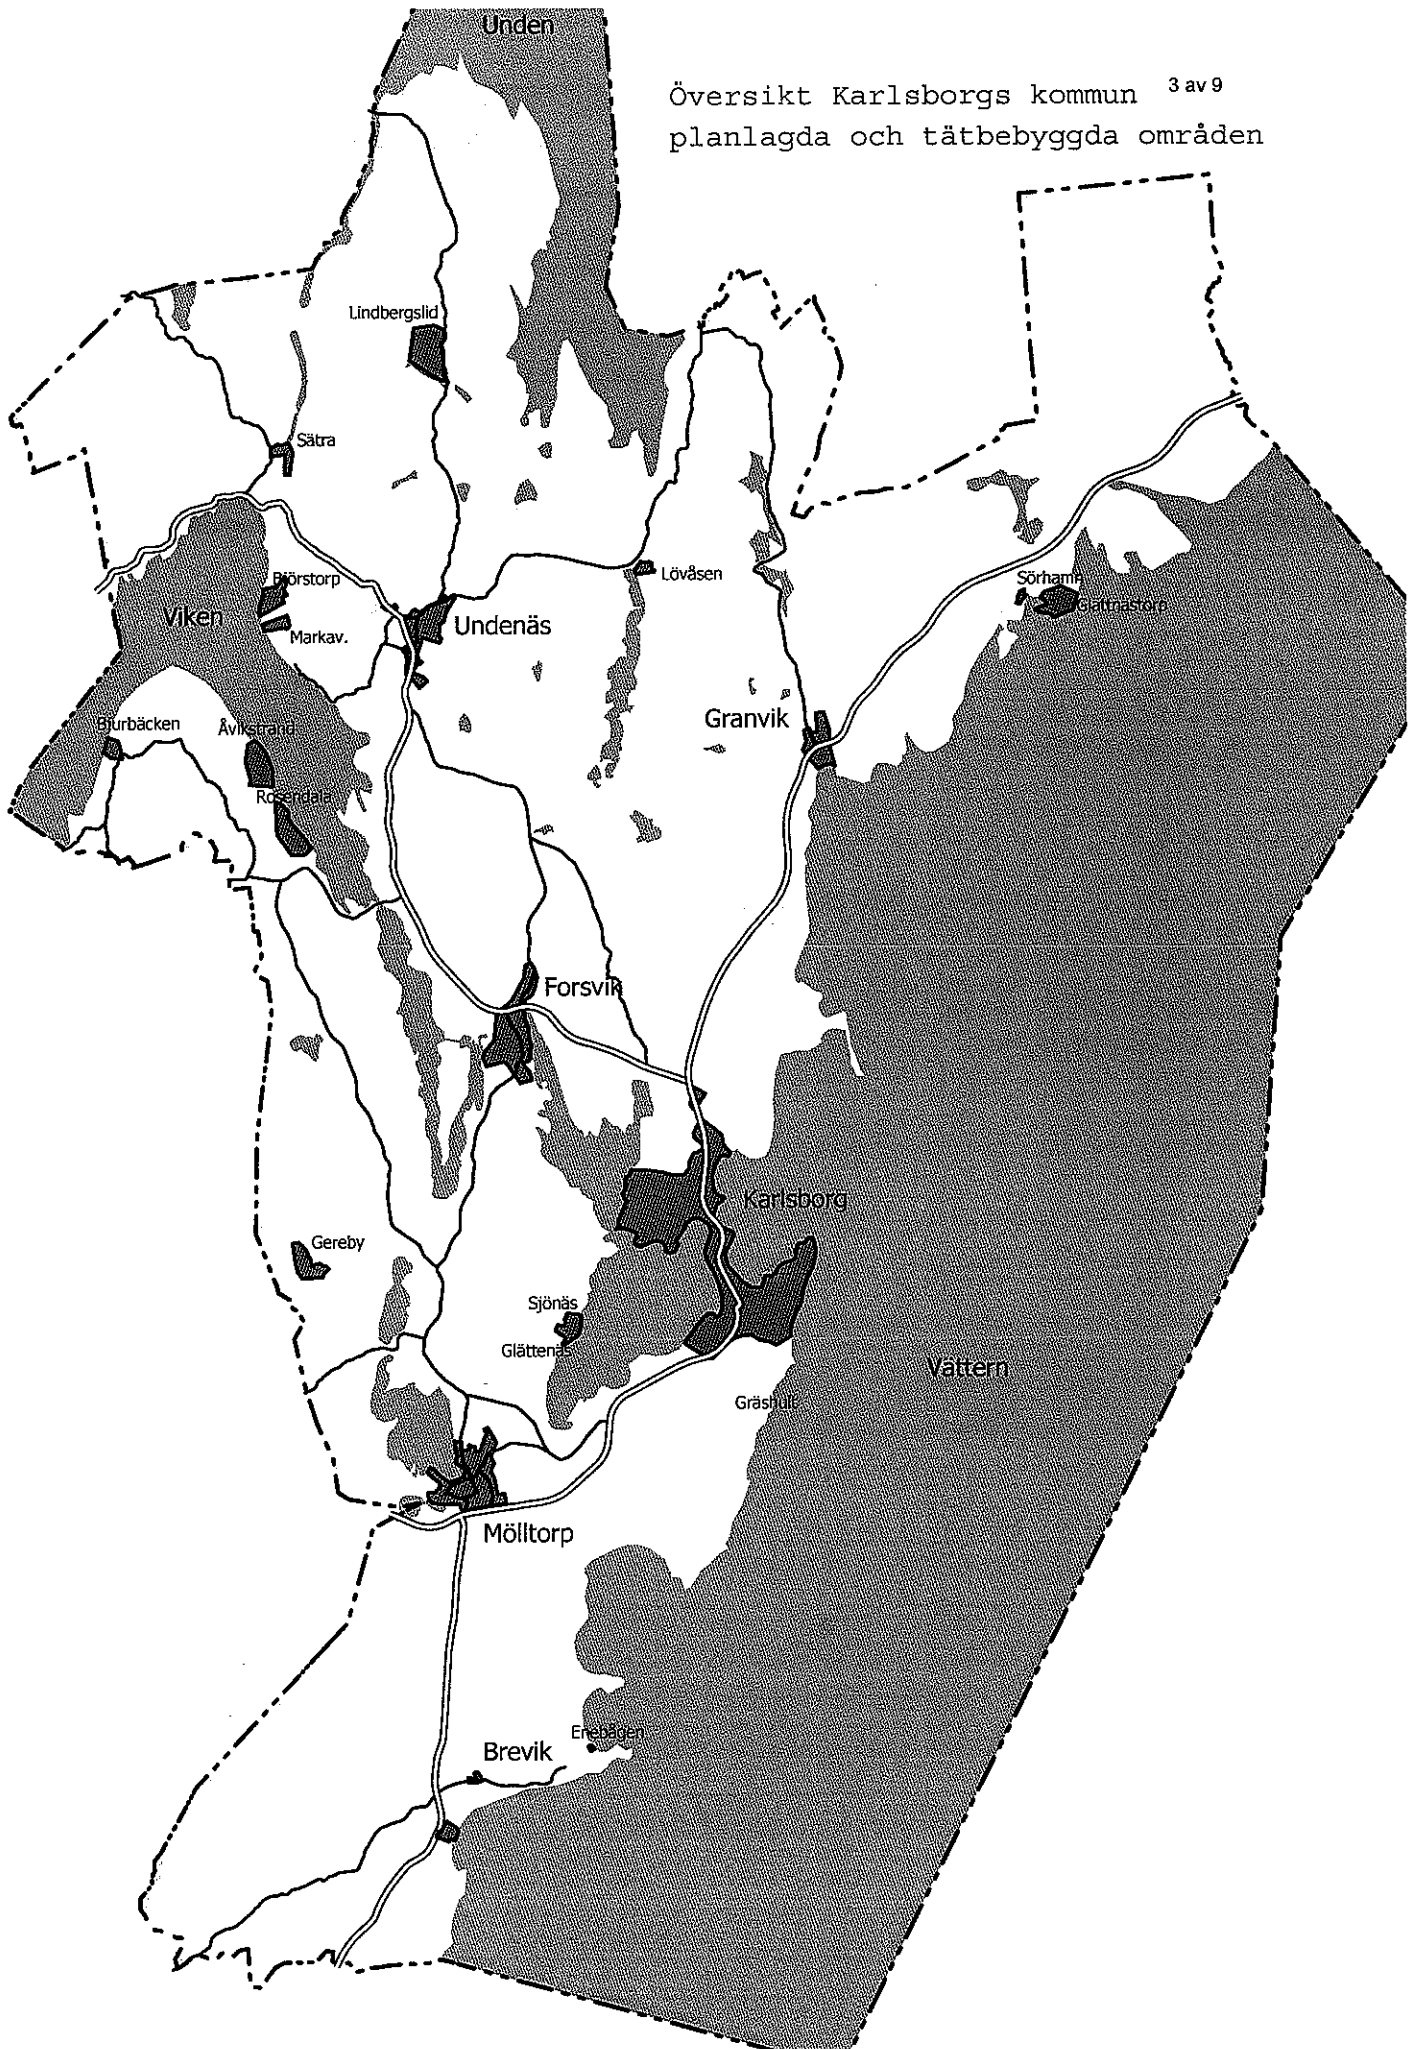 Unden
Översikt Karlsborgs kommun 3 av 9
planlagda och tätbebyggda områden
Lindbergslid
Sätra
Björstorp
Lövåsen
Sörhamn
Viken
Undenäs
Markav.
Granvik
Bjurbäcken
Åvikstrand
Rosendala
Forsvik
Karlsborg
Gereby
Sjönäs
Glättenäs
Vättern
Gräshult
Mölltorp
Enebågen
Brevik